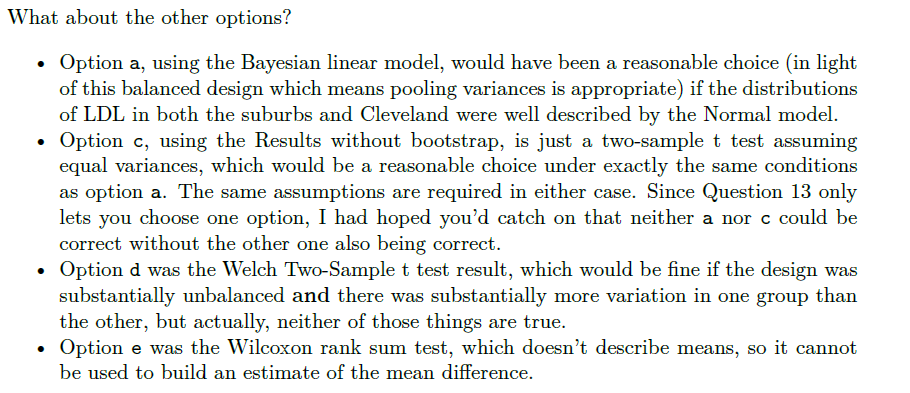 What about the other options?
• Option a, using the Bayesian linear model, would have been a reasonable choice (in light
of this balanced design which means pooling variances is appropriate) if the distributions
of LDL in both the suburbs and Cleveland were well described by the Normal model.
• Option c, using the Results without bootstrap, is just a two-sample t test assuming
equal variances, which would be a reasonable choice under exactly the same conditions
as option a. The same assumptions are required in either case. Since Question 13 only
lets you choose one option, I had hoped you'd catch on that neither a nor c could be
correct without the other one also being correct.
• Option d was the Welch Two-Sample t test result, which would be fine if the design was
substantially unbalanced and there was substantially more variation in one group than
the other, but actually, neither of those things are true.
• Option e was the Wilcoxon rank sum test, which doesn't describe means, so it cannot
be used to build an estimate of the mean difference.